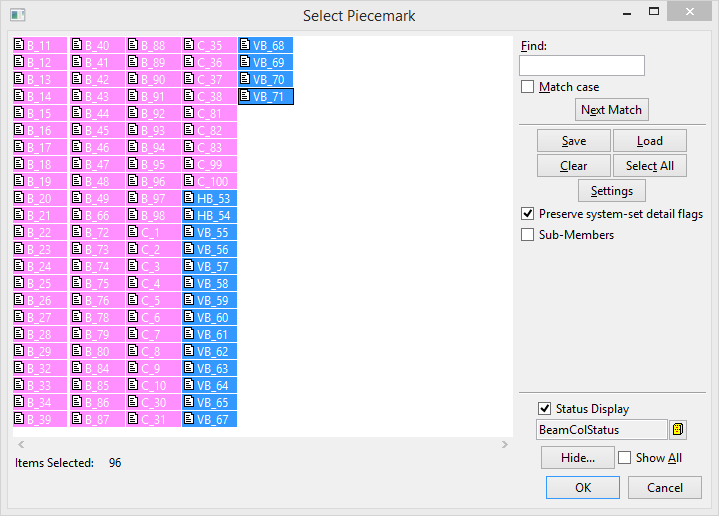 Select Piecemark
B_11 B_40 B_88 C_35 VB_68
B_12 B_41 B_89 C_36 VB_69
B_13 B_42 B_90 C_37 VB_70
B_14 B_43 B_91 C_38 VB_71
B_15 B_44 B_92 C_81
B_16 B_45 B_93 C_82
B_17 B_46 B_94 C_83
B_18 B_47 B_95 C_99
B_19 B_48 B_96 C_100
B_20 B_49 B_97 HB_53
B_21 B_66 B_98 HB_54
B_22 B_72 C_1 VB_55
B_23 B_73 C_2 VB_56
B_24 B_74 C_3 VB_57
B_25 B_75 C_4 VB_58
B_26 B_76 C_5 VB_59
B_27 B_78 C_6 VB_60
B_28 B_79 C_7 VB_61
B_29 B_80 C_8 VB_62
B_32 B_84 C_9 VB_63
B_33 B_85 C_10 VB_64
B_34 B_86 C_30 VB_65
B_39 B_87 C_31 VB_67
Items Selected: 96
Find:
Match case
Next Match
Save Load
Clear Select All
Settings
Preserve system-set detail flags
Sub-Members
Status Display
BeamColStatus
Hide... Show All
OK Cancel